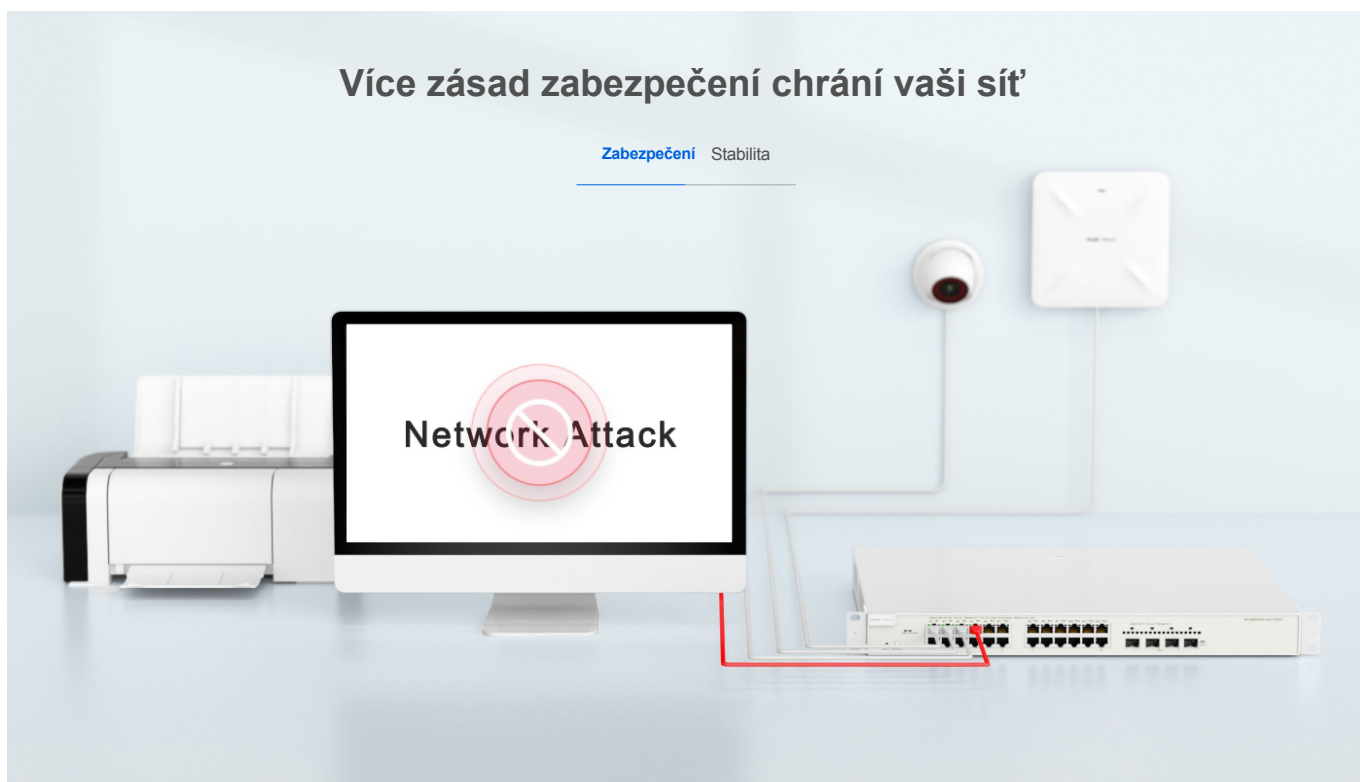 Více zásad zabezpečení chrání vaši síť
Zabezpečení Stabilita
Network Attack